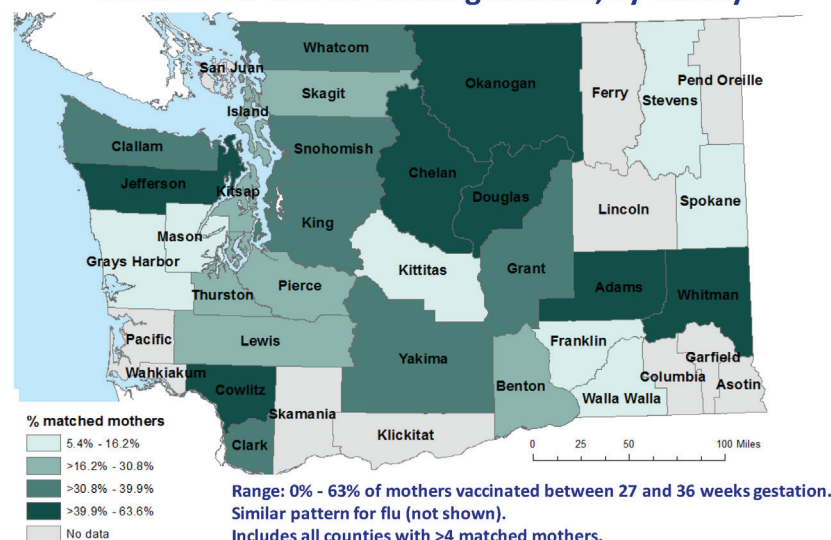 Whatcom
San Juan
Okanogan
Pend Oreille
Skagit
Ferry
Stevens
Island
Clallam
Snohomish
Chelan
Jefferson
Kitsap
Douglas
Lincoln
Spokane
King
Mason
Grays Harbor
Kittitas
Grant
Adams
Whitman
Thurston
Pierce
Pacific
Lewis
Franklin
Yakima
Garfield
Wahkiakum
Cowlitz
Benton
Columbia
Asotin
Walla Walla
Skamania
Klickitat
Clark
% matched mothers
5.4% - 16.2%
>16.2% - 30.8%
>30.8% - 39.9%
>39.9% - 63.6%
No data
0 25 50 100 Miles
Range: 0% - 63% of mothers vaccinated between 27 and 36 weeks gestation.
Similar pattern for flu (not shown).
Includes all counties with >4 matched mothers.